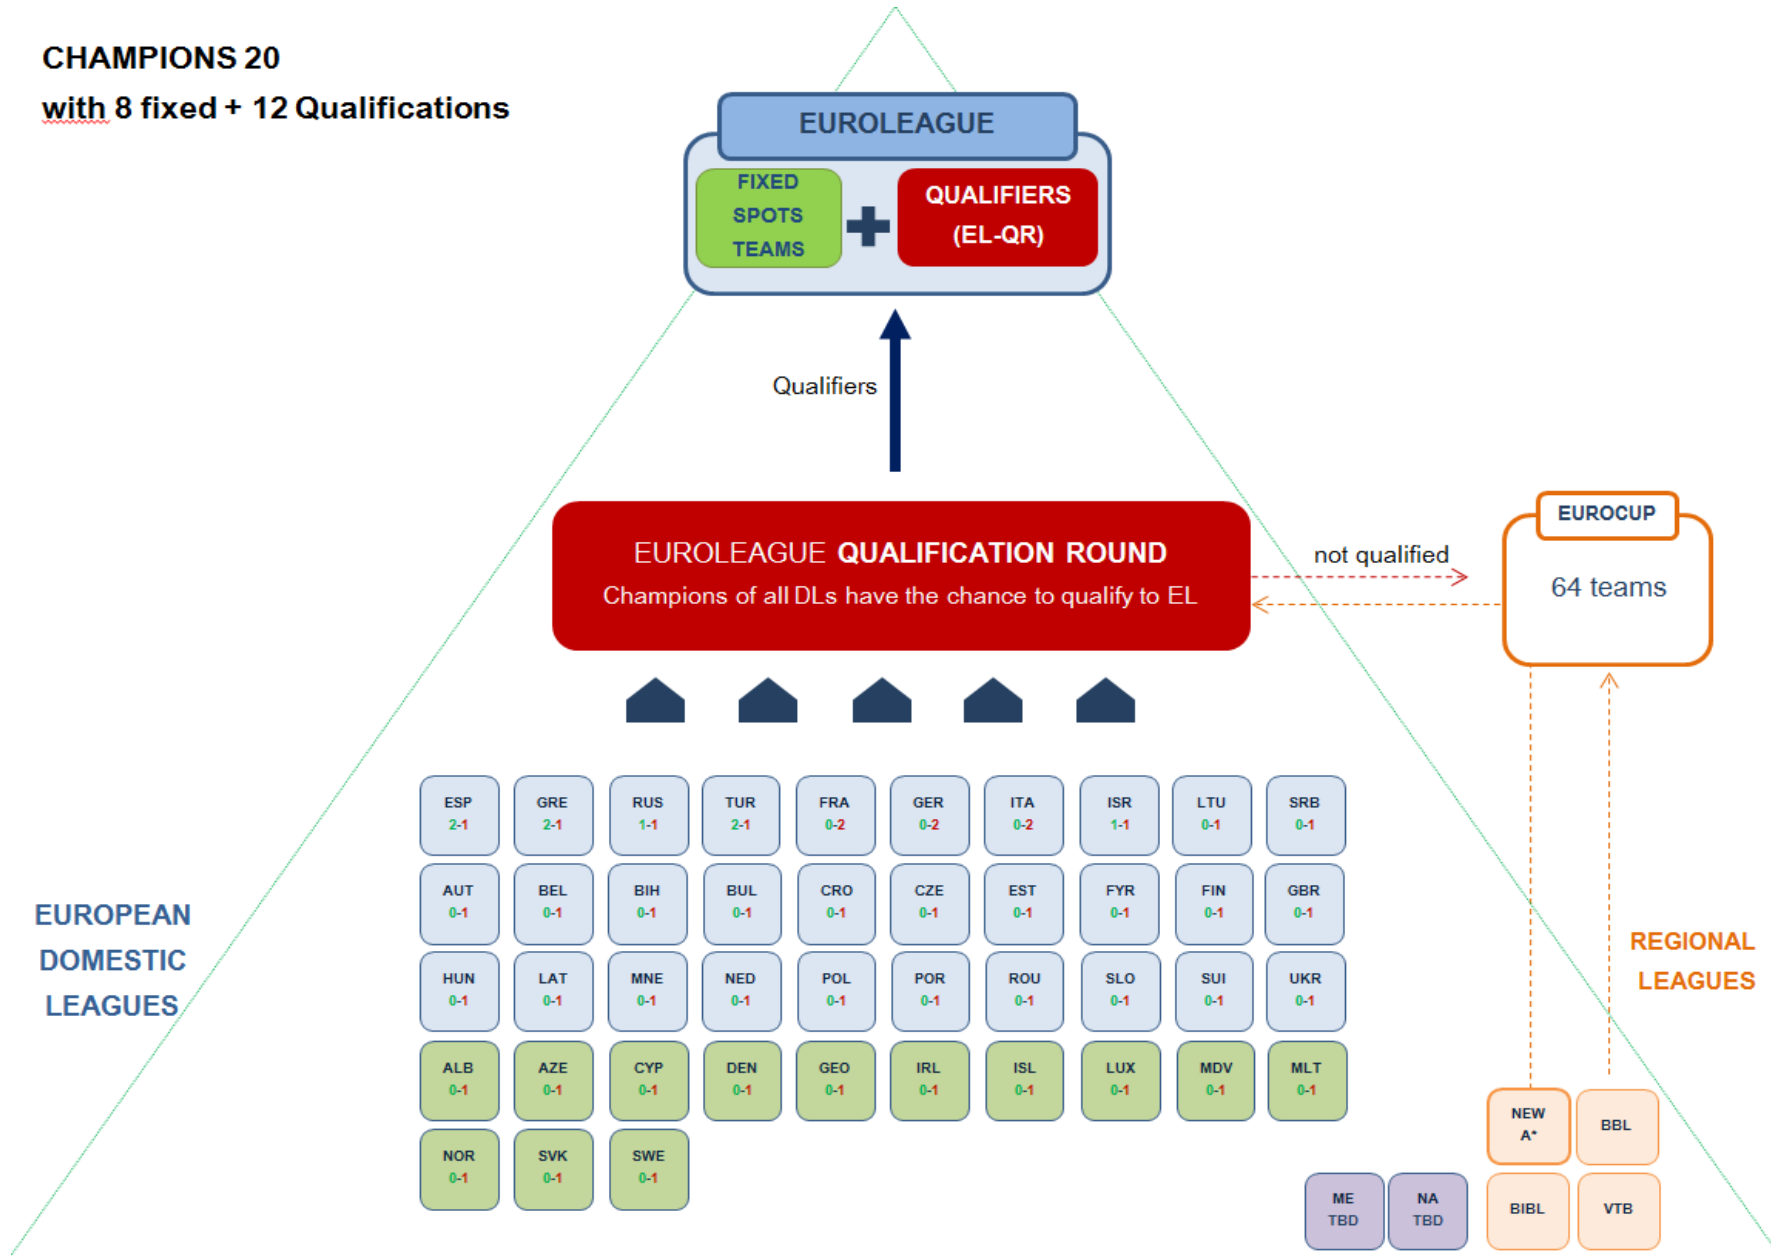 CHAMPIONS 20
with 8 fixed + 12 Qualifications
EUROLEAGUE
FIXED
SPOTS
TEAMS
QUALIFIERS
(EL-QR)
Qualifiers
EUROLEAGUE QUALIFICATION ROUND
Champions of all DLs have the chance to qualify to EL
not qualified
EUROCUP
64 teams
ESP GRE RUS TUR FRA GER ITA ISR LTU SRB
2-1 2-1 1-1 2-1 0-2 0-2 0-2 1-1 0-1 0-1
AUT BEL BIH BUL CRO CZE EST FYR FIN GBR
0-1 0-1 0-1 0-1 0-1 0-1 0-1 0-1 0-1 0-1
HUN LAT MNE NED POL POR ROU SLO SUI UKR
0-1 0-1 0-1 0-1 0-1 0-1 0-1 0-1 0-1 0-1
ALB AZE CYP DEN GEO IRL ISL LUX MDV MLT
0-1 0-1 0-1 0-1 0-1 0-1 0-1 0-1 0-1 0-1
NOR SVK SWE
0-1 0-1 0-1
EUROPEAN
DOMESTIC
LEAGUES
REGIONAL
LEAGUES
NEW
A*
BBL
ME
TBD
NA
TBD
BIBL
VTB